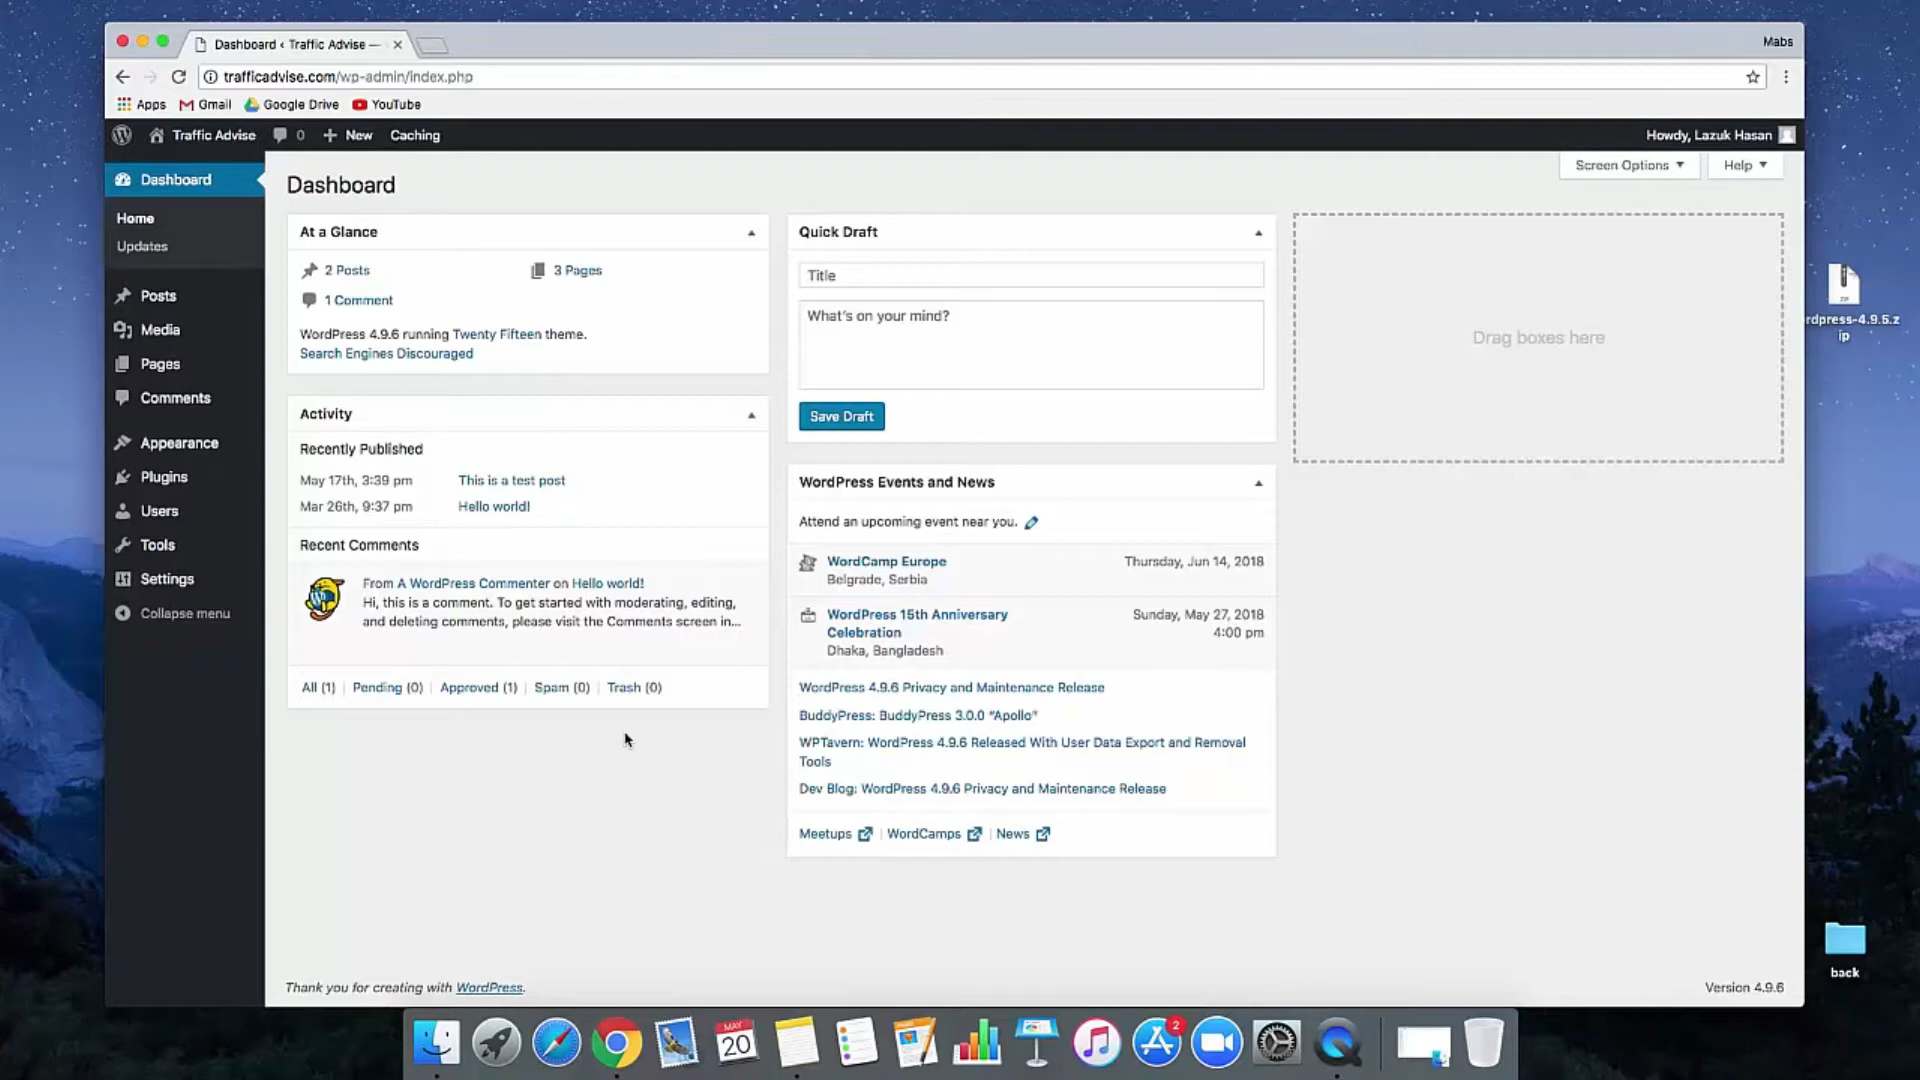 Dashboard ‹ Traffic Advise —
Mabs
trafficadvise.com/wp-admin/index.php
Apps Gmail Google Drive YouTube
Traffic Advise 0 New Caching
Howdy, Lazuk Hasan
Screen Options Help
Dashboard
Home
Updates
Posts
Media
Pages
Comments
Appearance
Plugins
Users
Tools
Settings
Collapse menu
Dashboard
At a Glance
2 Posts 3 Pages
1 Comment
WordPress 4.9.6 running Twenty Fifteen theme.
Search Engines Discouraged
Activity
Recently Published
May 17th, 3:39 pm This is a test post
Mar 26th, 9:37 pm Hello world!
Recent Comments
From A WordPress Commenter on Hello world!
Hi, this is a comment. To get started with moderating, editing,
and deleting comments, please visit the Comments screen in...
All (1) | Pending (0) | Approved (1) | Spam (0) | Trash (0)
Quick Draft
Title
What's on your mind?
Save Draft
WordPress Events and News
Attend an upcoming event near you.
WordCamp Europe Thursday, Jun 14, 2018
Belgrade, Serbia
WordPress 15th Anniversary Sunday, May 27, 2018
Celebration 4:00 pm
Dhaka, Bangladesh
WordPress 4.9.6 Privacy and Maintenance Release
BuddyPress: BuddyPress 3.0.0 “Apollo”
WPTavern: WordPress 4.9.6 Released With User Data Export and Removal
Tools
Dev Blog: WordPress 4.9.6 Privacy and Maintenance Release
Meetups | WordCamps | News
Drag boxes here
Thank you for creating with WordPress.
Version 4.9.6
ZIP
rdpress-4.9.5.z
ip
back
MAY
20
2